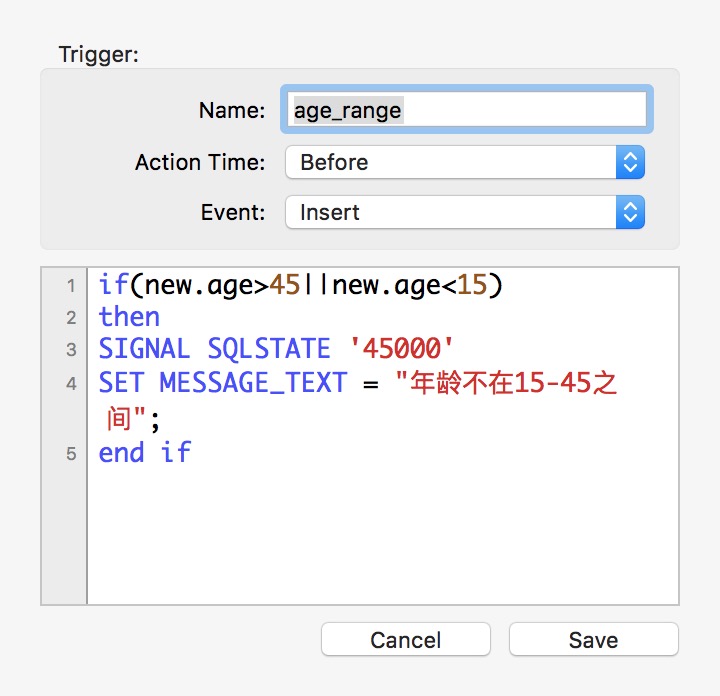 Trigger:
Name: age_range
Action Time: Before
Event: Insert
1 if(new.age>45||new.age<15)
2 then
3 SIGNAL SQLSTATE '45000'
4 SET MESSAGE_TEXT = "年龄不在15-45之
间";
5 end if
Cancel Save